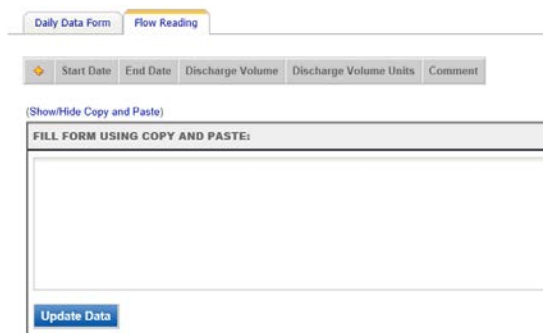 Daily Data Form Flow Reading
Start Date End Date Discharge Volume Discharge Volume Units Comment
(Show/Hide Copy and Paste)
FILL FORM USING COPY AND PASTE:
Update Data